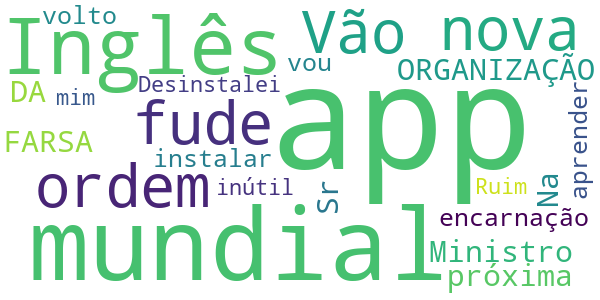 volto
Inglês
Vão nova
vou
ORGANIZAÇÃO
DA
mim
Desinstalei
app
aprender
FARSA
fude
instalar
ordem
inútil
Sr
Ruim
Na
encarnação
mundial
Ministro
próxima